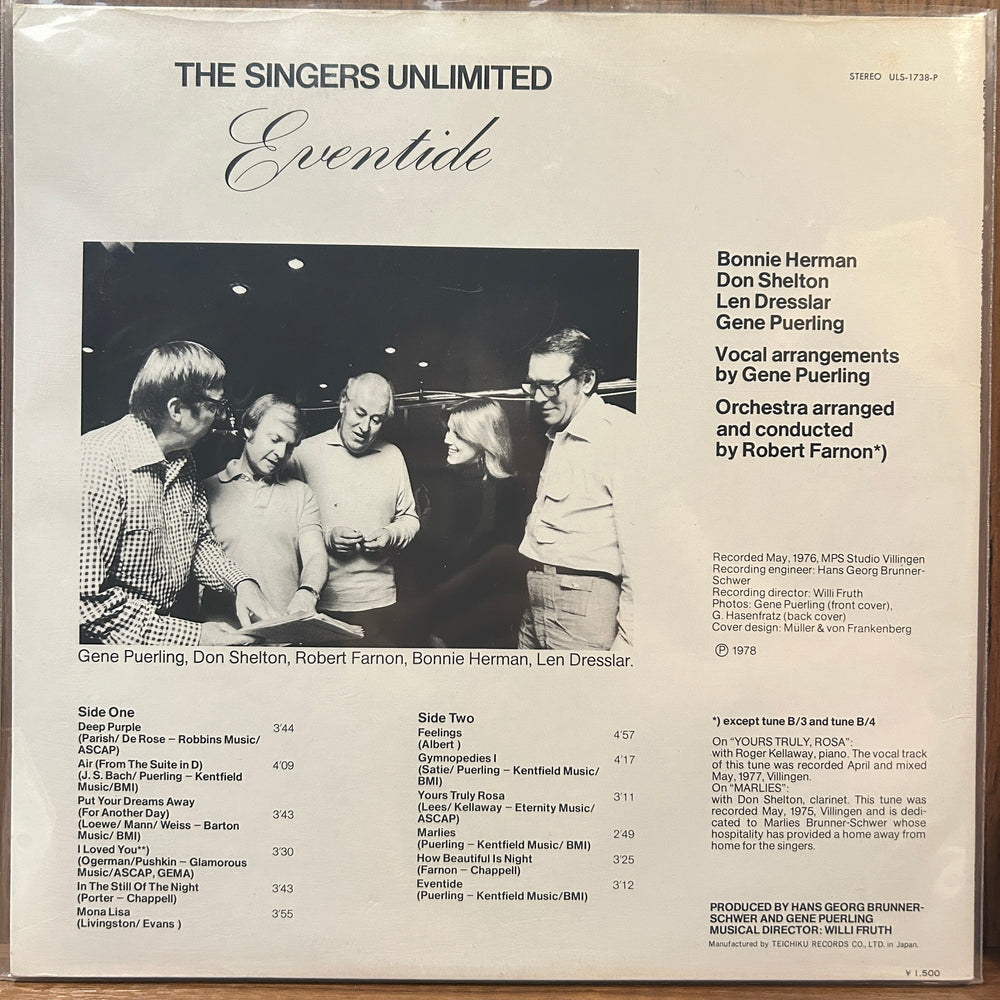 THE SINGERS UNLIMITED
STEREO ULS-1738-P
Eventide
Bonnie Herman
Don Shelton
Len Dresslar
Gene Puerling
Vocal arrangements
by Gene Puerling
Orchestra arranged
and conducted
by Robert Farnon*)
Recorded May, 1976, MPS Studio Villingen
Recording engineer: Hans Georg Brunner-
Schwer
Recording director: Willi Fruth
Photos: Gene Puerling (front cover),
G. Hasenfratz (back cover)
Cover design: Müller & von Frankenberg
Ⓟ 1978
Gene Puerling, Don Shelton, Robert Farnon, Bonnie Herman, Len Dresslar.
Side One
Deep Purple 3'44
(Parish/ De Rose – Robbins Music/
ASCAP)
Air (From The Suite in D) 4'09
(J. S. Bach/ Puerling – Kentfield
Music/BMI)
Put Your Dreams Away
(For Another Day) 3'43
(Loewe/ Mann/ Weiss – Barton
Music/ BMI)
I Loved You**) 3'30
(Ogerman/Pushkin – Glamorous
Music/ASCAP, GEMA)
In The Still Of The Night 3'43
(Porter – Chappell)
Mona Lisa 3'55
(Livingston/ Evans )
Side Two
Feelings 4'57
(Albert )
Gymnopedies I 4'17
(Satie/ Puerling – Kentfield Music/
BMI)
Yours Truly Rosa 3'11
(Lees/ Kellaway – Eternity Music/
ASCAP)
Marlies 2'49
(Puerling – Kentfield Music/ BMI)
How Beautiful Is Night 3'25
(Farnon – Chappell)
Eventide 3'12
(Puerling – Kentfield Music/BMI)
*) except tune B/3 and tune B/4
On "YOURS TRULY, ROSA":
with Roger Kellaway, piano. The vocal track
of this tune was recorded April and mixed
May, 1977, Villingen.
On "MARLIES":
with Don Shelton, clarinet. This tune was
recorded May, 1975, Villingen and is dedi-
cated to Marlies Brunner-Schwer whose
hospitality has provided a home away from
home for the singers.
PRODUCED BY HANS GEORG BRUNNER-
SCHWER AND GENE PUERLING
MUSICAL DIRECTOR: WILLI FRUTH
Manufactured by TEICHIKU RECORDS CO., LTD. in Japan.
¥ 1,500